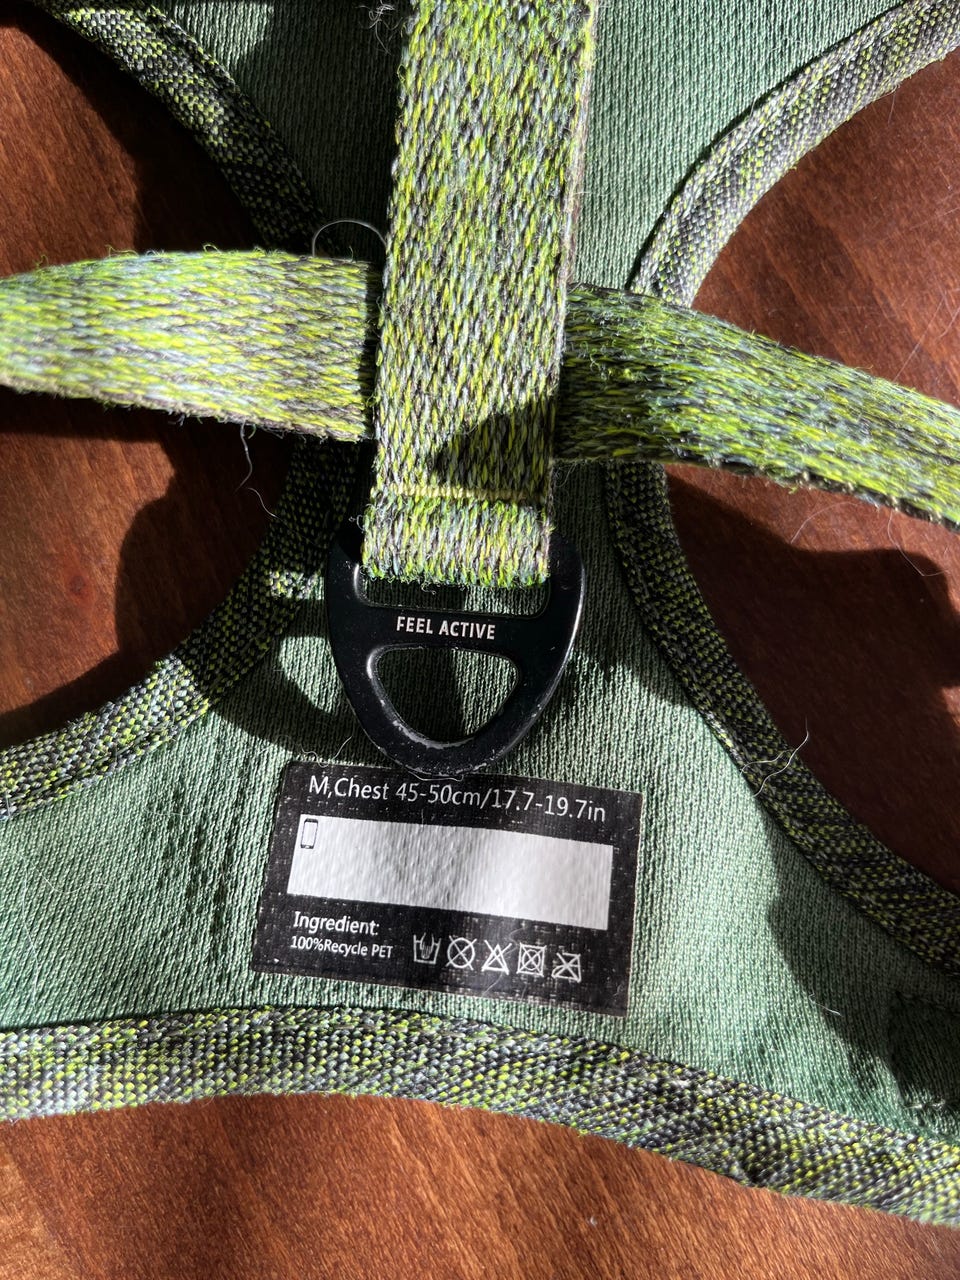 FEEL ACTIVE
M,Chest 45-50cm/17.7-19.7in
Ingredient:
100%Recycle PET